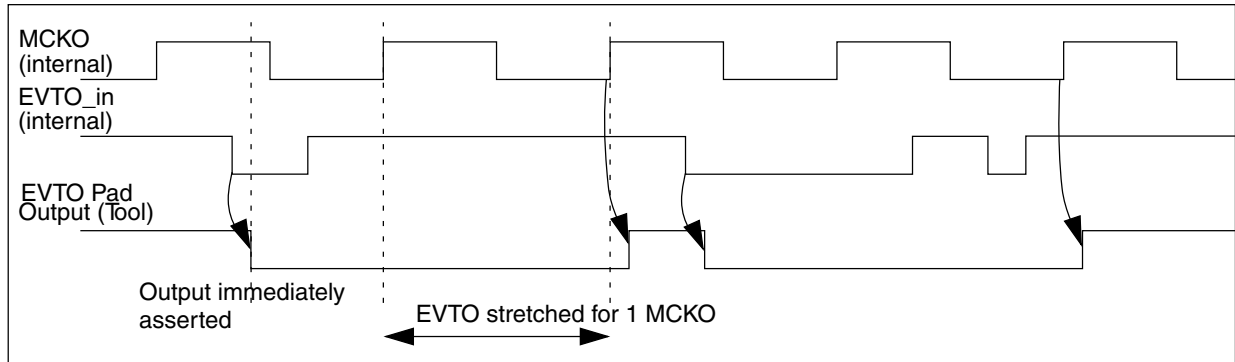 MCKO
(internal)
EVTO_in
(internal)
EVTO Pad
Output (Tool)
Output immediately
asserted
EVTO stretched for 1 MCKO